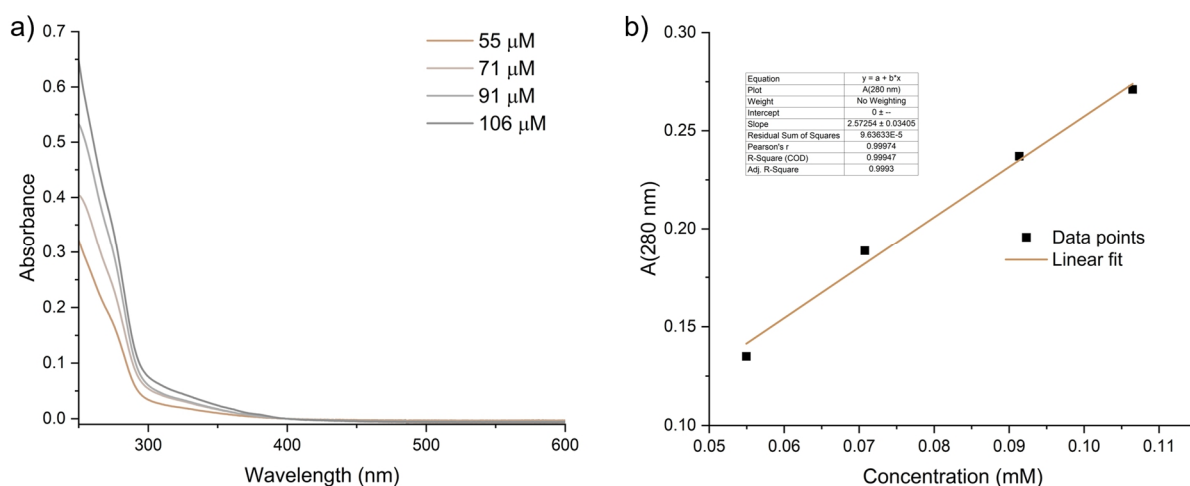 a)
0.7
0.6
0.5
0.4
0.3
0.2
0.1
0.0
Absorbance
300
400
500
600
Wavelength (nm)
55 μM
71 μM
91 μM
106 μM
b)
0.30
0.25
0.20
0.15
0.10
A(280 nm)
0.05
0.06
0.07
0.08
0.09
0.10
0.11
Concentration (mM)
Equation y = a + b*x
Plot A(280 nm)
Weight No Weighting
Intercept 0 ± --
Slope 2.57254 ± 0.03405
Residual Sum of Squares 9.63633E-5
Pearson's r 0.99974
R-Square (COD) 0.99947
Adj. R-Square 0.9993
Data points
Linear fit